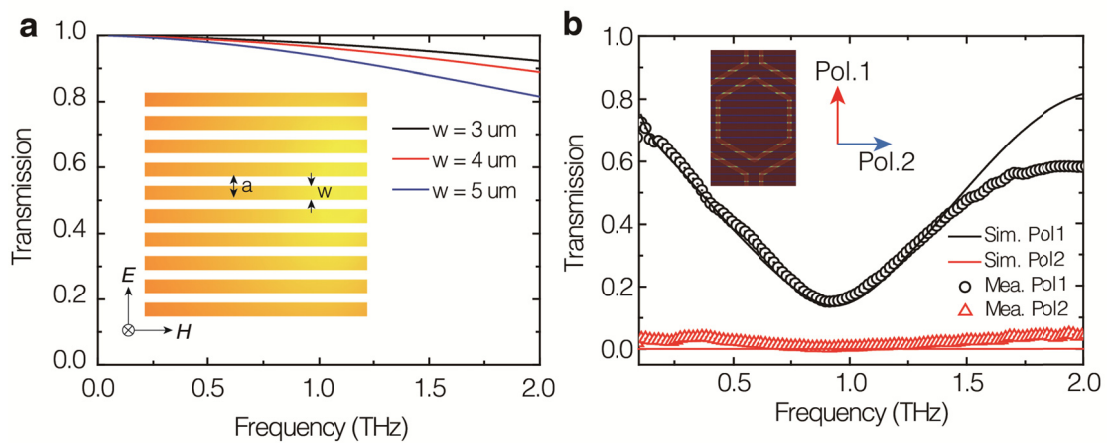 a
Transmission
1.0
0.8
0.6
0.4
0.2
0.0
a
w
E
H
w = 3 um
w = 4 um
w = 5 um
0.0 0.5 1.0 1.5 2.0
Frequency (THz)
b
Transmission
1.0
0.8
0.6
0.4
0.2
0.0
Pol.1
Pol.2
Sim. Pol1
Sim. Pol2
Mea. Pol1
Mea. Pol2
0.5 1.0 1.5 2.0
Frequency (THz)